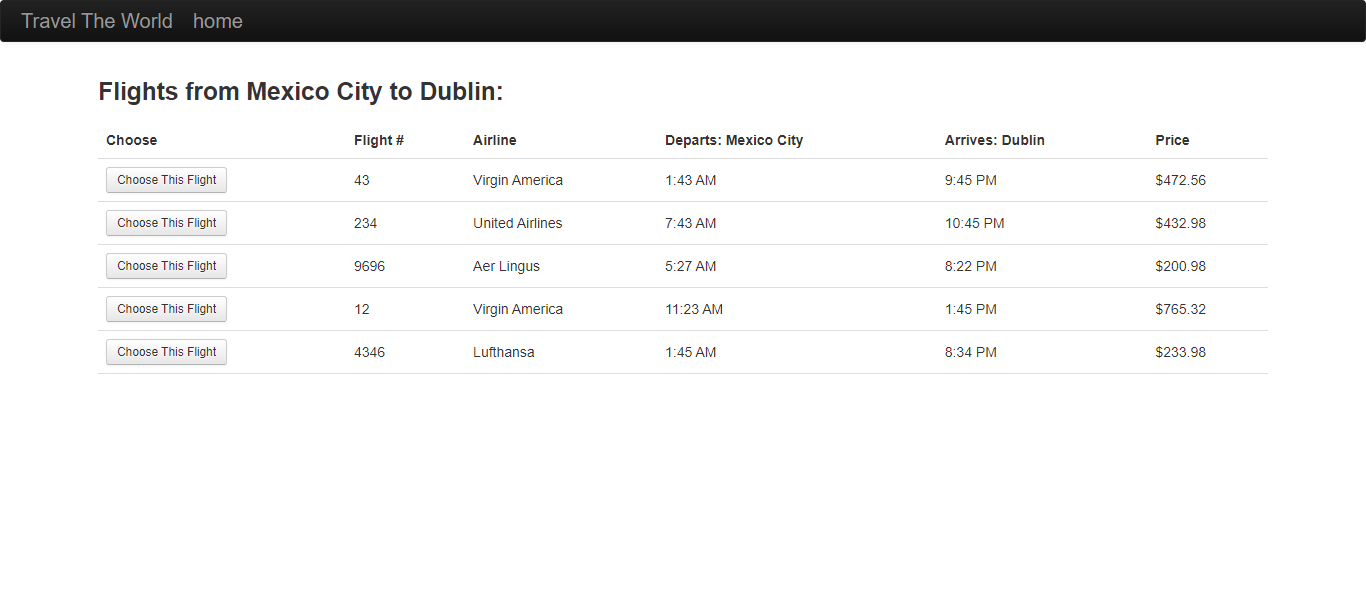 Travel The World home
Flights from Mexico City to Dublin:
Choose Flight # Airline Departs: Mexico City Arrives: Dublin Price
Choose This Flight 43 Virgin America 1:43 AM 9:45 PM $472.56
Choose This Flight 234 United Airlines 7:43 AM 10:45 PM $432.98
Choose This Flight 9696 Aer Lingus 5:27 AM 8:22 PM $200.98
Choose This Flight 12 Virgin America 11:23 AM 1:45 PM $765.32
Choose This Flight 4346 Lufthansa 1:45 AM 8:34 PM $233.98